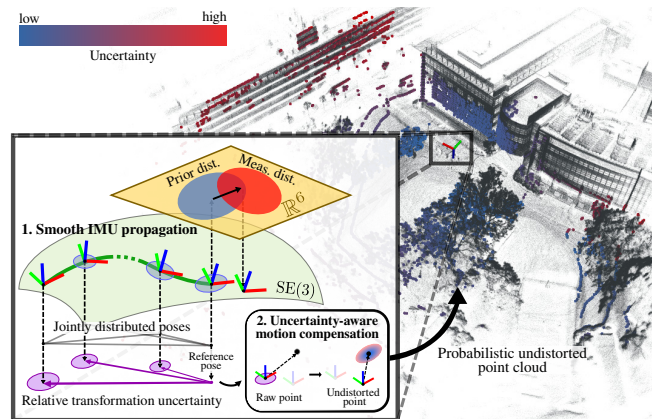 low high
Uncertainty
Prior dist.
Meas. dist.
ℝ⁶
1. Smooth IMU propagation
SE(3)
Jointly distributed poses
Reference
pose
Relative transformation uncertainty
2. Uncertainty-aware
motion compensation
Raw point
Undistorted
point
Probabilistic undistorted
point cloud